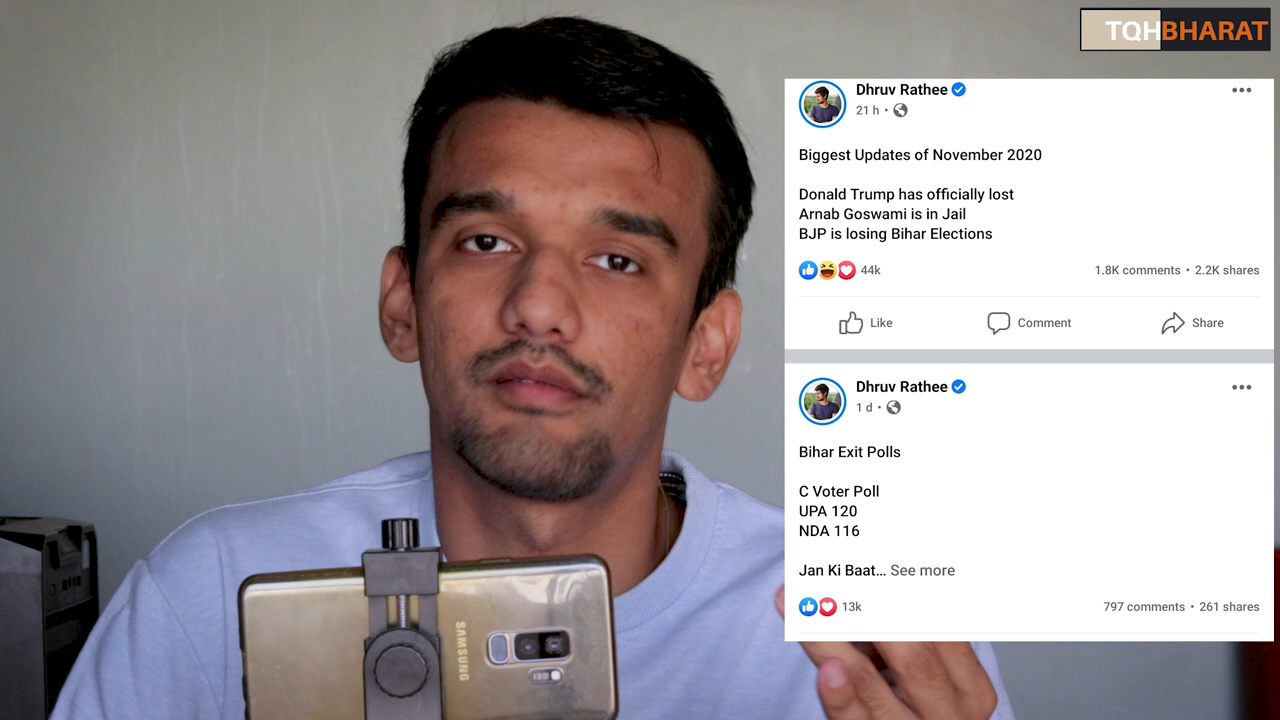 TQHBHARAT
Dhruv Rathee
21 h
Biggest Updates of November 2020
Donald Trump has officially lost
Arnab Goswami is in Jail
BJP is losing Bihar Elections
44k
1.8K comments • 2.2K shares
Like
Comment
Share
Dhruv Rathee
1 d
Bihar Exit Polls
C Voter Poll
UPA 120
NDA 116
Jan Ki Baat... See more
13k
797 comments • 261 shares
SAMSUNG